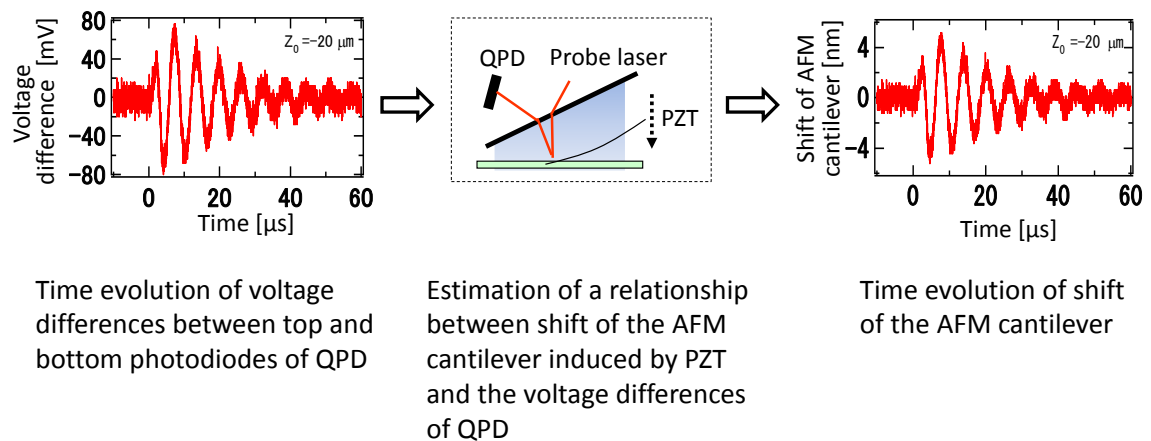 Voltage
difference [mV]
80
40
0
−40
−80
Z0 =−20 μm
0 20 40 60
Time [μs]
QPD
Probe laser
PZT
Shift of AFM
cantilever [nm]
4
0
−4
Z0 =−20 μm
0 20 40 60
Time [μs]
Time evolution of voltage
differences between top and
bottom photodiodes of QPD
Estimation of a relationship
between shift of the AFM
cantilever induced by PZT
and the voltage differences
of QPD
Time evolution of shift
of the AFM cantilever